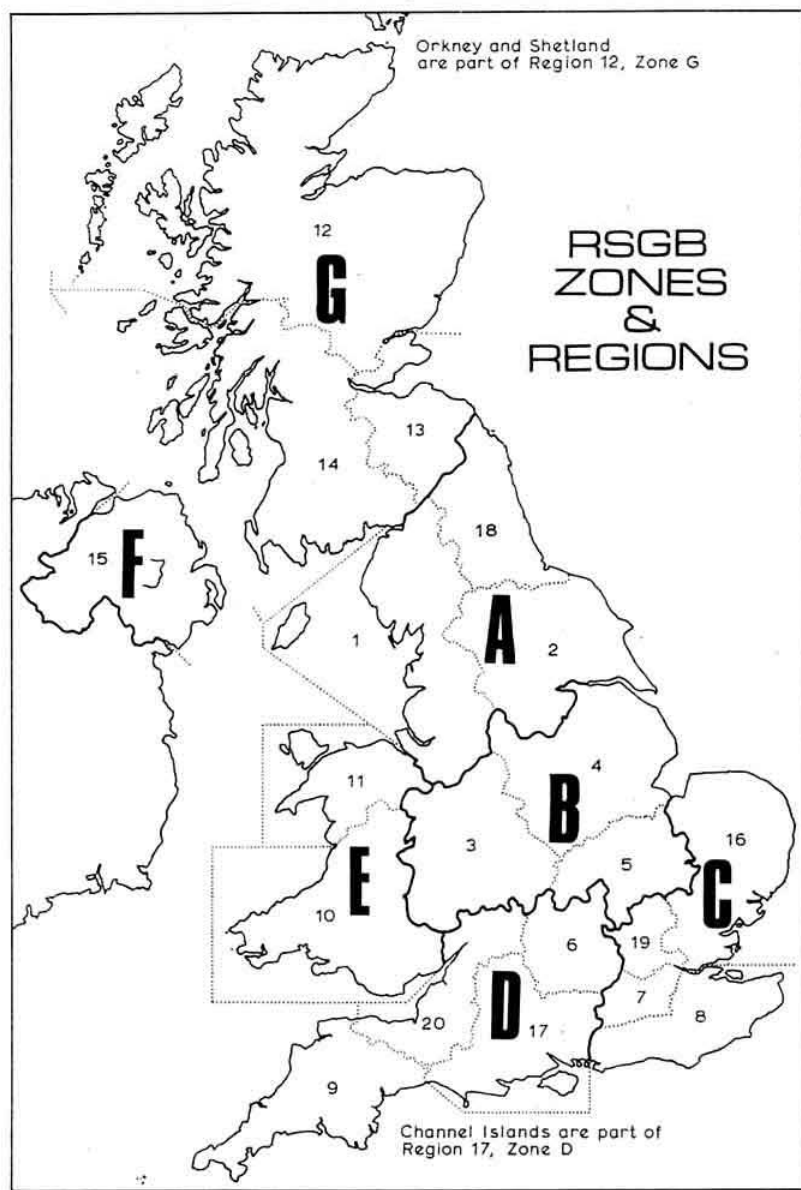 Orkney and Shetland
are part of Region 12, Zone G
RSGB
ZONES
&
REGIONS
12
G
13
14
18
15
F
A
1
2
11
4
B
3
16
5
E
C
10
6
19
7
D
8
20
17
9
Channel Islands are part of
Region 17, Zone D